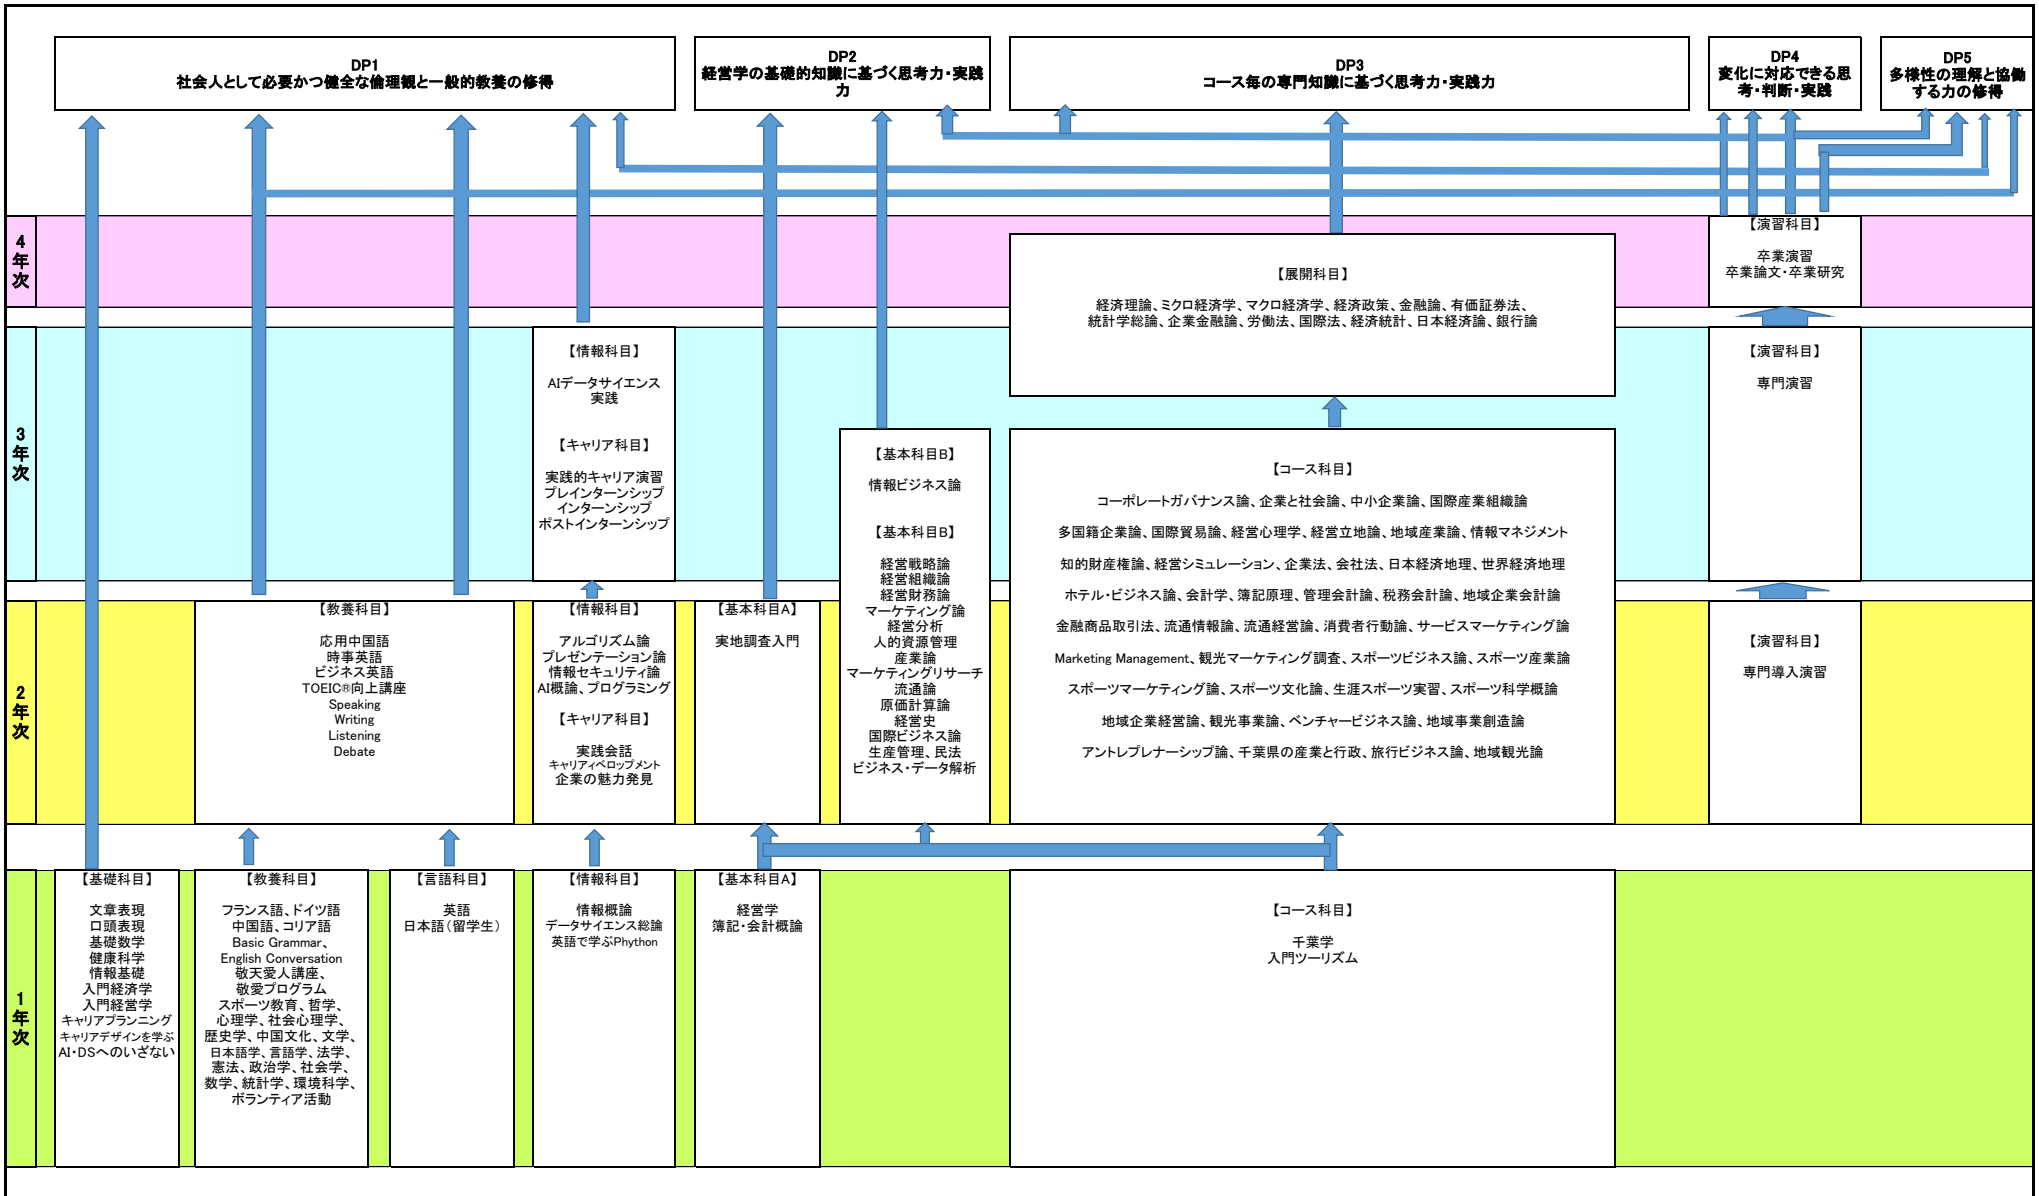 DP1
社会人として必要かつ健全な倫理観と一般的教養の修得
DP2
経営学の基礎的知識に基づく思考力・実践
力
DP3
コース毎の専門知識に基づく思考力・実践力
DP4
変化に対応できる思
考・判断・実践
DP5
多様性の理解と協働
する力の修得
4年次
【展開科目】
経済理論、ミクロ経済学、マクロ経済学、経済政策、金融論、有価証券法、
統計学総論、企業金融論、労働法、国際法、経済統計、日本経済論、銀行論
【演習科目】
卒業演習
卒業論文・卒業研究
3年次
【情報科目】
AIデータサイエンス
実践
【キャリア科目】
実践的キャリア演習
プレインターンシップ
インターンシップ
ポストインターンシップ
【基本科目B】
情報ビジネス論
【基本科目B】
経営戦略論
経営組織論
経営財務論
マーケティング論
経営分析
人的資源管理
産業論
マーケティングリサーチ
流通論
原価計算論
経営史
国際ビジネス論
生産管理、民法
ビジネス・データ解析
【コース科目】
コーポレートガバナンス論、企業と社会論、中小企業論、国際産業組織論
多国籍企業論、国際貿易論、経営心理学、経営立地論、地域産業論、情報マネジメント
知的財産権論、経営シミュレーション、企業法、会社法、日本経済地理、世界経済地理
ホテル・ビジネス論、会計学、簿記原理、管理会計論、税務会計論、地域企業会計論
金融商品取引法、流通情報論、流通経営論、消費者行動論、サービスマーケティング論
Marketing Management、観光マーケティング調査、スポーツビジネス論、スポーツ産業論
スポーツマーケティング論、スポーツ文化論、生涯スポーツ実習、スポーツ科学概論
地域企業経営論、観光事業論、ベンチャービジネス論、地域事業創造論
アントレプレナーシップ論、千葉県の産業と行政、旅行ビジネス論、地域観光論
【演習科目】
専門演習
2年次
【教養科目】
応用中国語
時事英語
ビジネス英語
TOEIC®向上講座
Speaking
Writing
Listening
Debate
【情報科目】
アルゴリズム論
プレゼンテーション論
情報セキュリティ論
AI概論、プログラミング
【キャリア科目】
実践会話
キャリアィベロップメント
企業の魅力発見
【基本科目A】
実地調査入門
【演習科目】
専門導入演習
1年次
【基礎科目】
文章表現
口頭表現
基礎数学
健康科学
情報基礎
入門経済学
入門経営学
キャリアプランニング
キャリアデザインを学ぶ
AI・DSへのいざない
【教養科目】
フランス語、ドイツ語
中国語、コリア語
Basic Grammar、
English Conversation
敬天愛人講座、
敬愛プログラム
スポーツ教育、哲学、
心理学、社会心理学、
歴史学、中国文化、文学、
日本語学、言語学、法学、
憲法、政治学、社会学、
数学、統計学、環境科学、
ボランティア活動
【言語科目】
英語
日本語（留学生）
【情報科目】
情報概論
データサイエンス総論
英語で学ぶPhython
【基本科目A】
経営学
簿記・会計概論
【コース科目】
千葉学
入門ツーリズム